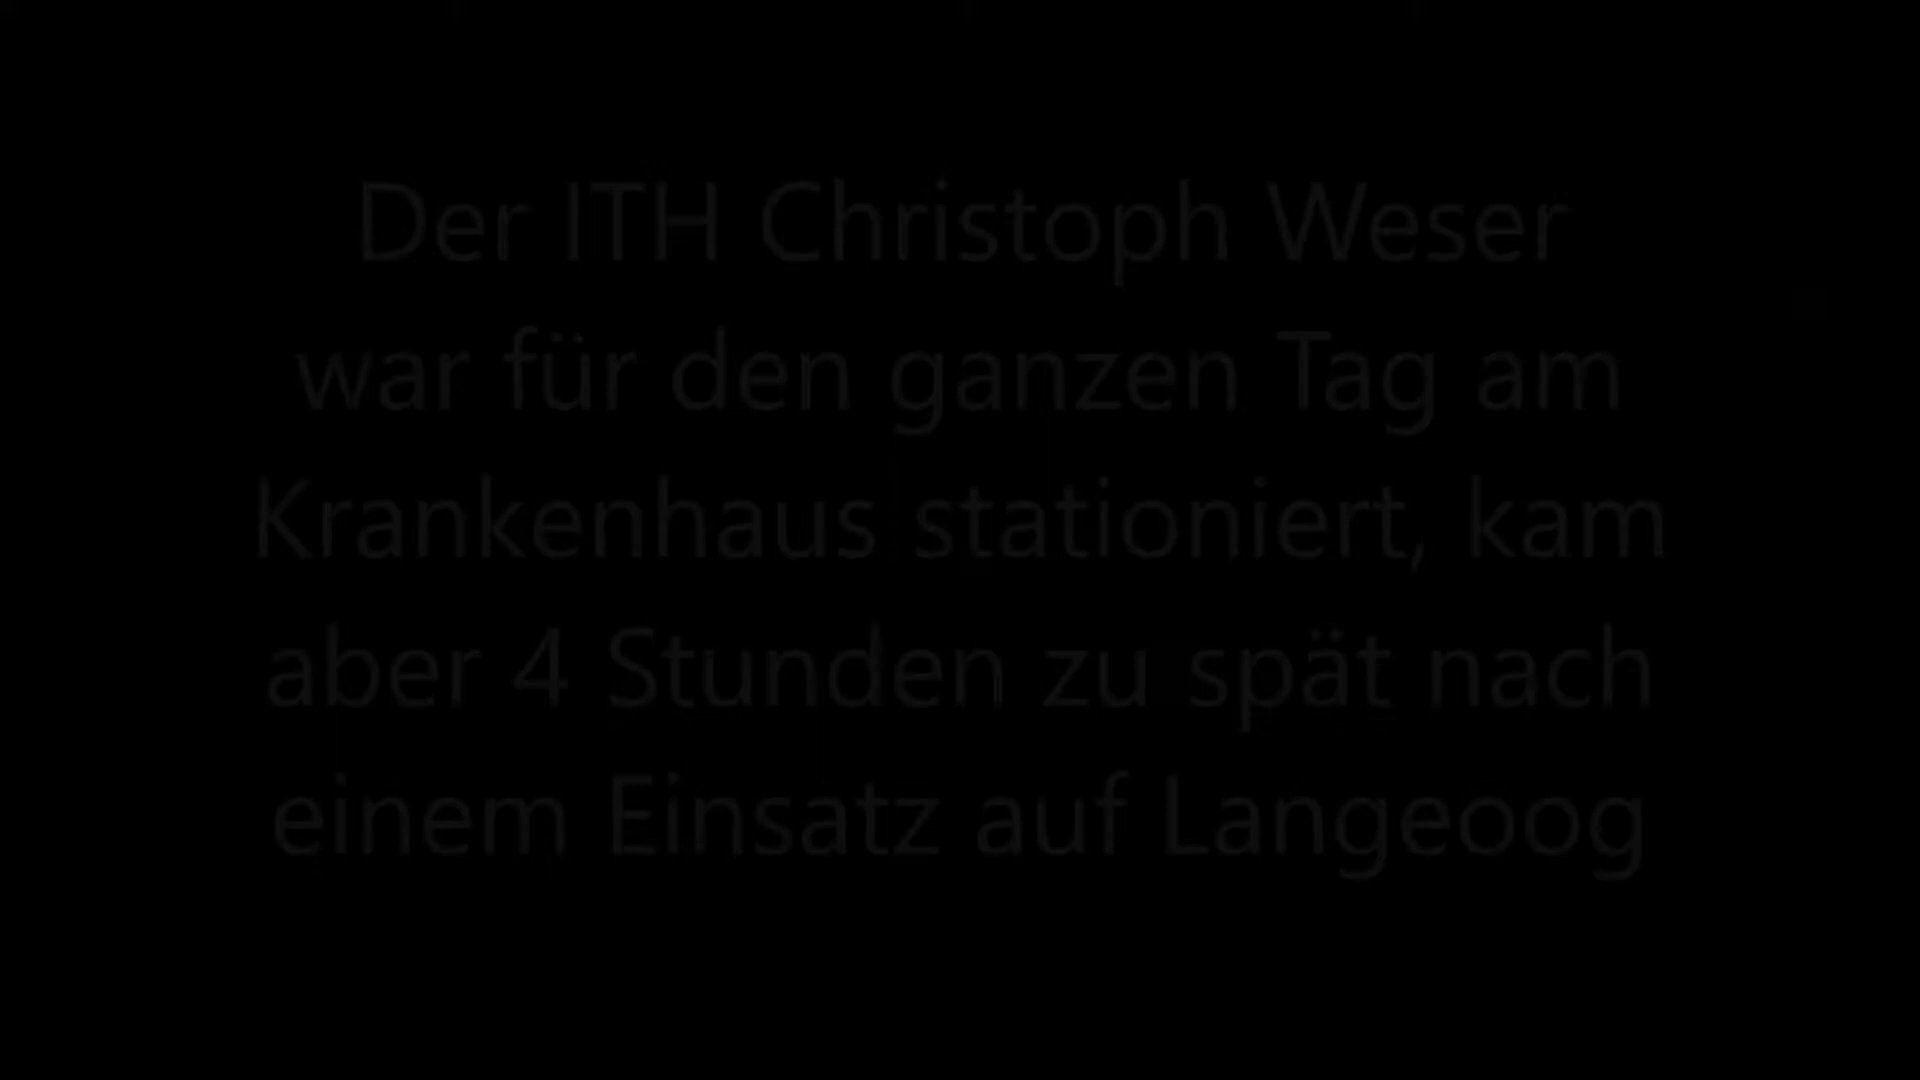 Der ITH Christoph Weser
war für den ganzen Tag am
Krankenhaus stationiert, kam
aber 4 Stunden zu spät nach
einem Einsatz auf Langeoog